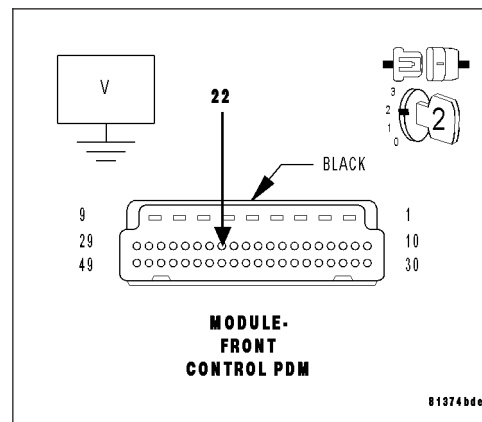 V
22
3
2
1
0
2
BLACK
9
1
29
10
49
30
MODULE-
FRONT
CONTROL PDM
81374bde